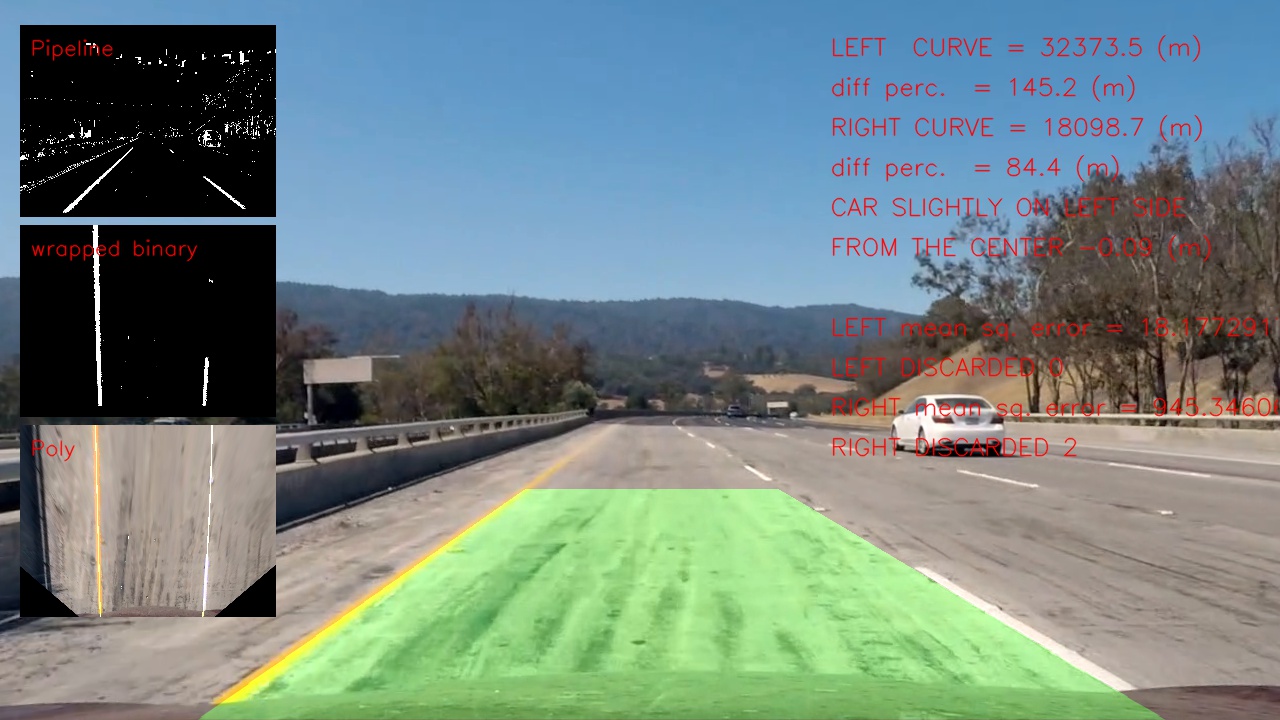 Pipeline
wrapped binary
Poly
LEFT CURVE = 32373.5 (m)
diff perc. = 145.2 (m)
RIGHT CURVE = 18098.7 (m)
diff perc. = 84.4 (m)
CAR SLIGHTLY ON LEFT SIDE
FROM THE CENTER -0.09 (m)
LEFT mean sq. error = 18.177291
LEFT DISCARDED 0
RIGHT mean sq. error = 945.3460
RIGHT DISCARDED 2